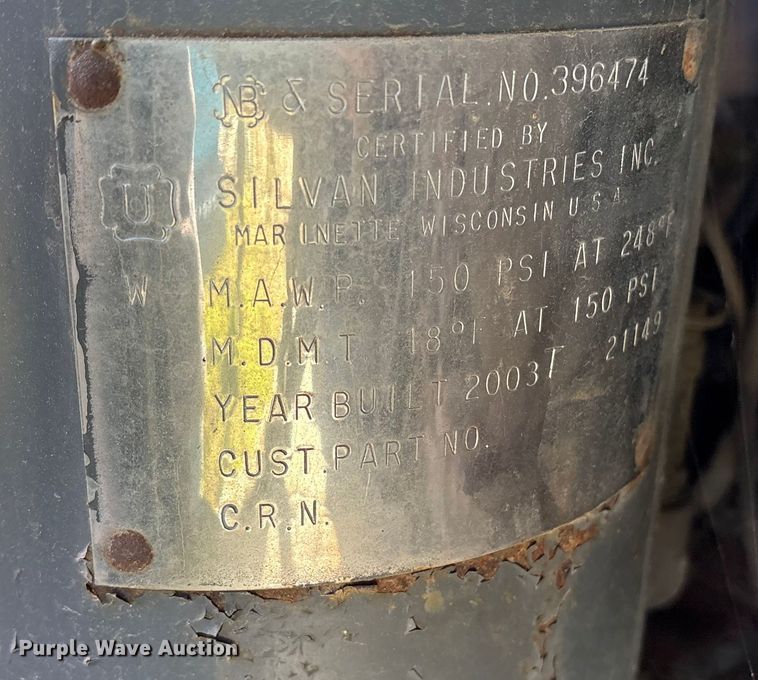 NB & SERIAL.NO.396474
CERTIFIED BY
U SILVAN INDUSTRIES INC.
MARINETTE WISCONSIN U.S.A
W M.A.W.P. 150 PSI AT 248°F
M.D.M.T 18°F AT 150 PSI
YEAR BUILT 2003T 21149
CUST.PART NO.
C.R.N.
Purple Wave Auction